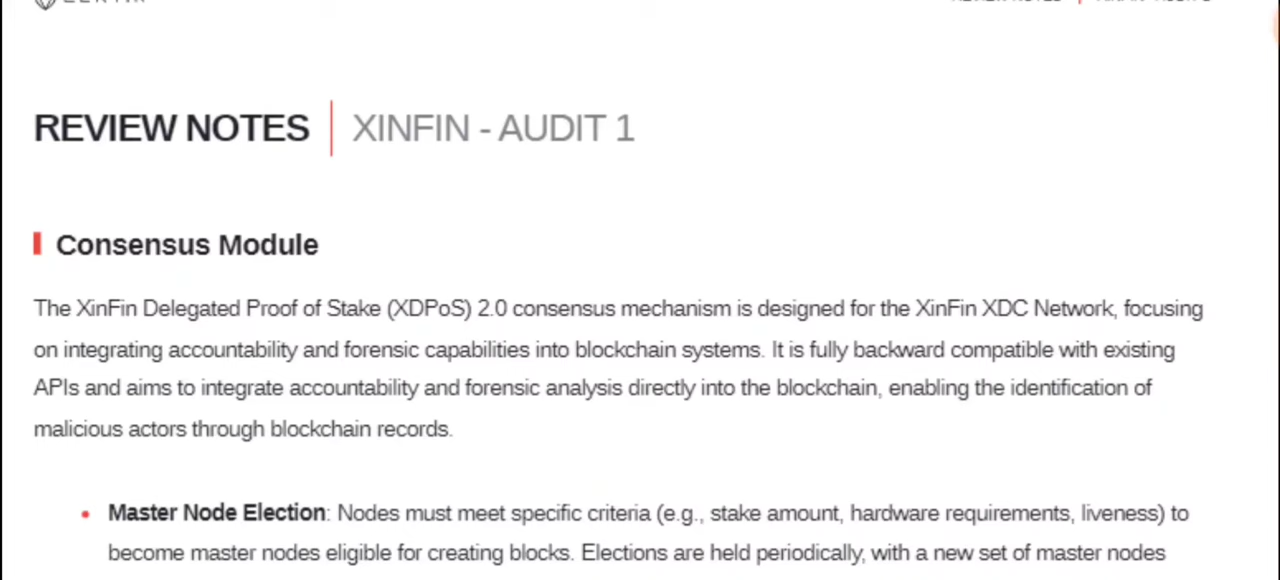 REVIEW NOTES | XINFIN - AUDIT 1
Consensus Module
The XinFin Delegated Proof of Stake (XDPoS) 2.0 consensus mechanism is designed for the XinFin XDC Network, focusing
on integrating accountability and forensic capabilities into blockchain systems. It is fully backward compatible with existing
APIs and aims to integrate accountability and forensic analysis directly into the blockchain, enabling the identification of
malicious actors through blockchain records.
• Master Node Election: Nodes must meet specific criteria (e.g., stake amount, hardware requirements, liveness) to
become master nodes eligible for creating blocks. Elections are held periodically, with a new set of master nodes